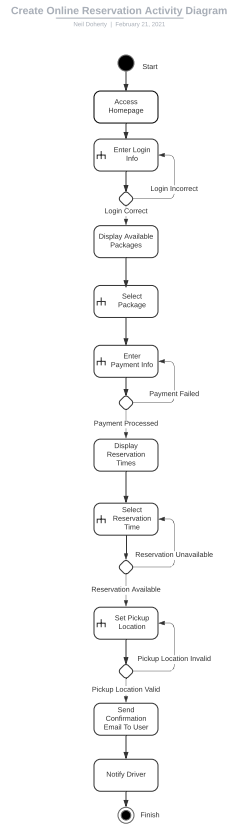 Create Online Reservation Activity Diagram
Neil Doherty | February 21, 2021
Start
Access
Homepage
Enter Login
Info
Login Incorrect
Login Correct
Display Available
Packages
Select
Package
Enter
Payment Info
Payment Failed
Payment Processed
Display
Reservation
Times
Select
Reservation
Time
Reservation Unavailable
Reservation Available
Set Pickup
Location
Pickup Location Invalid
Pickup Location Valid
Send
Confirmation
Email To User
Notify Driver
Finish